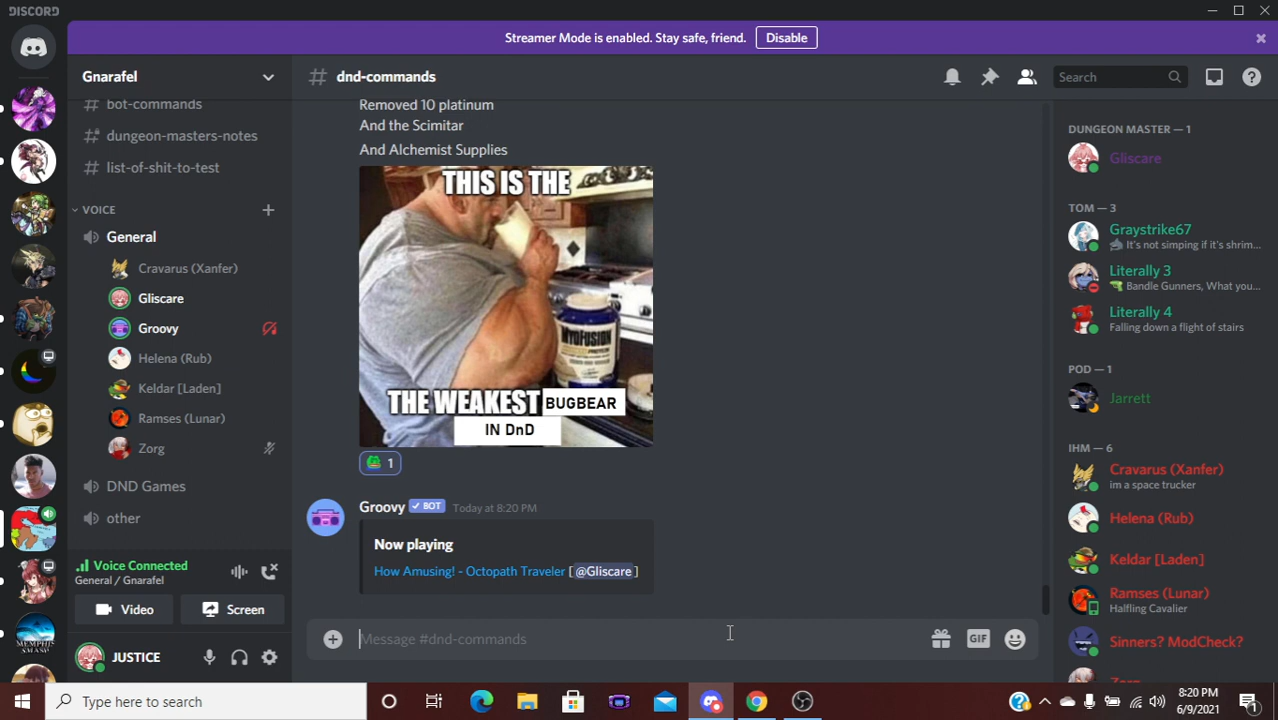 DISCORD
Streamer Mode is enabled. Stay safe, friend. Disable
Gnarafel
dnd-commands
Search
bot-commands
dungeon-masters-notes
list-of-shit-to-test
VOICE
General
Cravarus (Xanfer)
Gliscare
Groovy
Helena (Rub)
Keldar [Laden]
Ramses (Lunar)
Zorg
DND Games
other
Voice Connected
General / Gnarafel
Video
Screen
JUSTICE
Removed 10 platinum
And the Scimitar
And Alchemist Supplies
THIS IS THE
MYOFUSION
THE WEAKEST BUGBEAR
IN DnD
1
Groovy BOT Today at 8:20 PM
Now playing
How Amusing! - Octopath Traveler [ @Gliscare ]
Message #dnd-commands
GIF
DUNGEON MASTER — 1
Gliscare
TOM — 3
Graystrike67
It's not simping if it's shrim...
Literally 3
Bandle Gunners, What you...
Literally 4
Falling down a flight of stairs
POD — 1
Jarrett
IHM — 6
Cravarus (Xanfer)
im a space trucker
Helena (Rub)
Keldar [Laden]
Ramses (Lunar)
Halfling Cavalier
Sinners? ModCheck?
Zorg
Type here to search
8:20 PM
6/9/2021
1